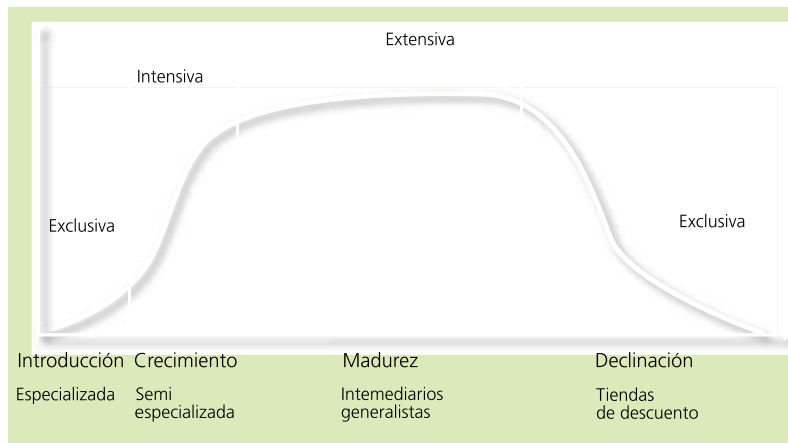 Extensiva
Intensiva
Exclusiva
Exclusiva
Introducción Crecimiento Madurez Declinación
Especializada Semi especializada Intemediarios generalistas Tiendas de descuento